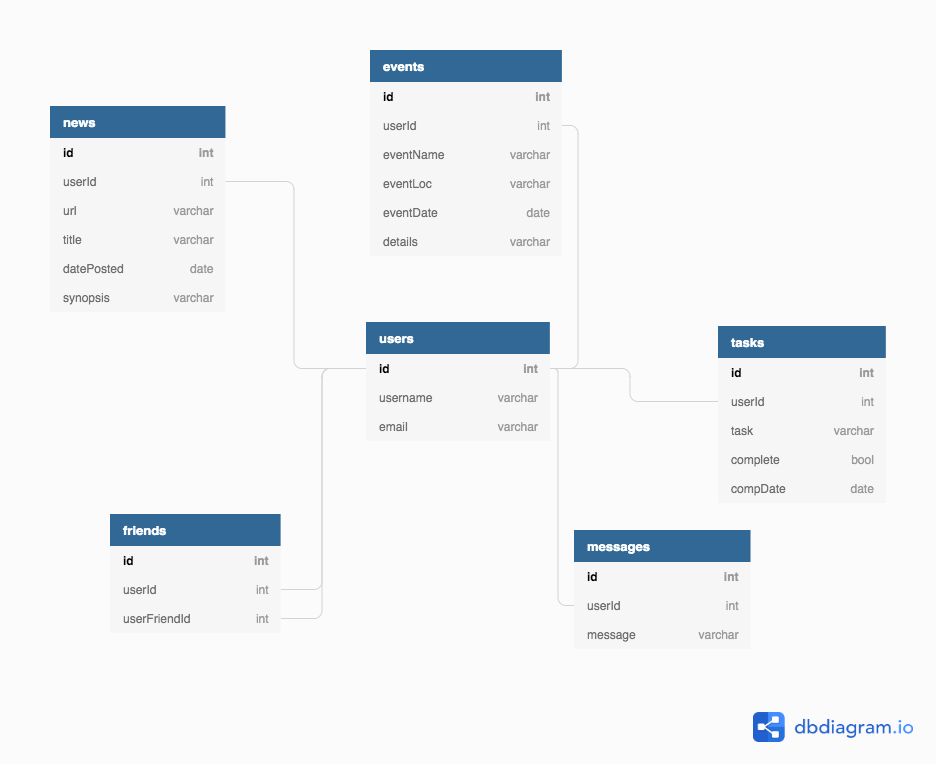 events
id int
userId int
eventName varchar
eventLoc varchar
eventDate date
details varchar
news
id int
userId int
url varchar
title varchar
datePosted date
synopsis varchar
users
id int
username varchar
email varchar
tasks
id int
userId int
task varchar
complete bool
compDate date
friends
id int
userId int
userFriendId int
messages
id int
userId int
message varchar
dbdiagram.io